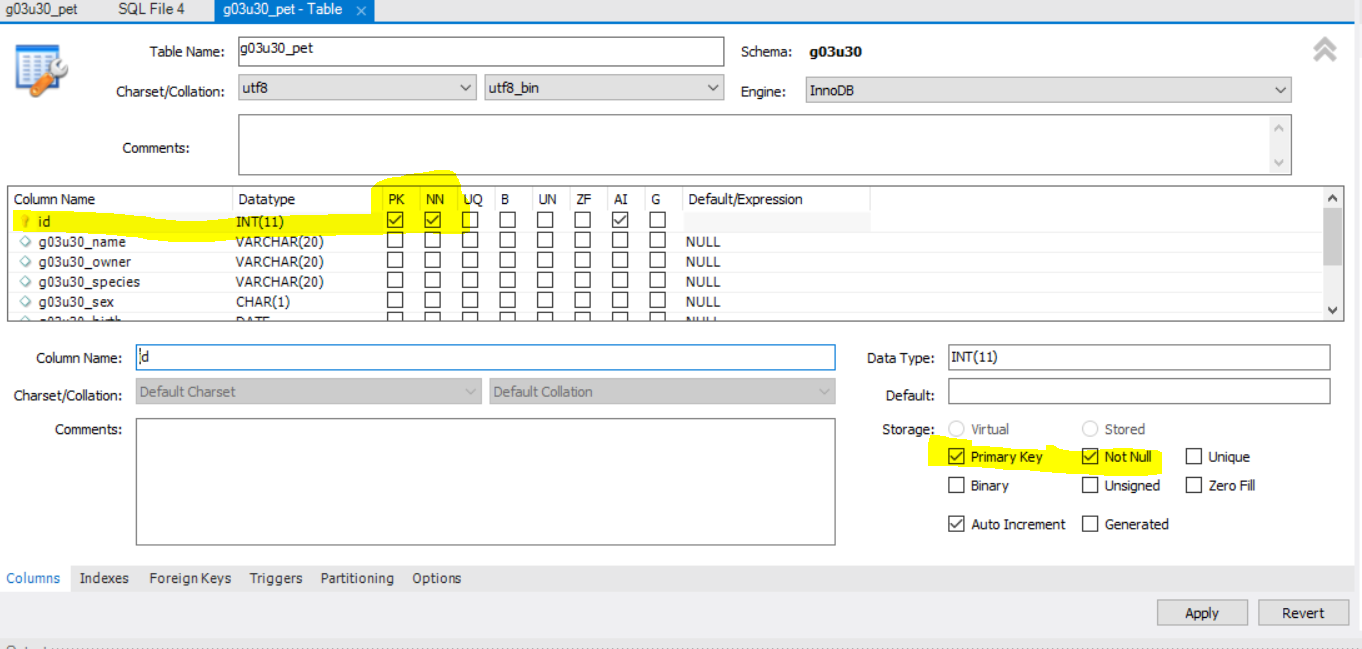 g03u30_pet SQL File 4 g03u30_pet - Table ×
Table Name: g03u30_pet Schema: g03u30
Charset/Collation: utf8 utf8_bin Engine: InnoDB
Comments:
Column Name Datatype PK NN UQ B UN ZF AI G Default/Expression
id INT(11)
g03u30_name VARCHAR(20) NULL
g03u30_owner VARCHAR(20) NULL
g03u30_species VARCHAR(20) NULL
g03u30_sex CHAR(1) NULL
g03u30_birth DATE NULL
Column Name: id Data Type: INT(11)
Charset/Collation: Default Charset Default Collation Default:
Comments: Storage: Virtual Stored
Primary Key Not Null Unique
Binary Unsigned Zero Fill
Auto Increment Generated
Columns Indexes Foreign Keys Triggers Partitioning Options
Apply Revert